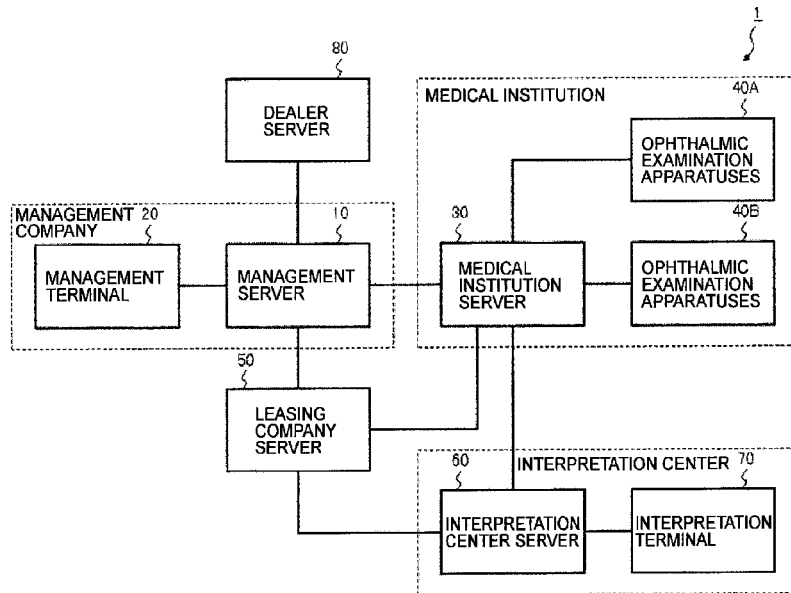 1
80
DEALER
SERVER
MEDICAL INSTITUTION
40A
OPHTHALMIC
EXAMINATION
APPARATUSES
MANAGEMENT
COMPANY
20
MANAGEMENT
TERMINAL
10
MANAGEMENT
SERVER
30
MEDICAL
INSTITUTION
SERVER
40B
OPHTHALMIC
EXAMINATION
APPARATUSES
50
LEASING
COMPANY
SERVER
INTERPRETATION CENTER
60
INTERPRETATION
CENTER SERVER
70
INTERPRETATION
TERMINAL